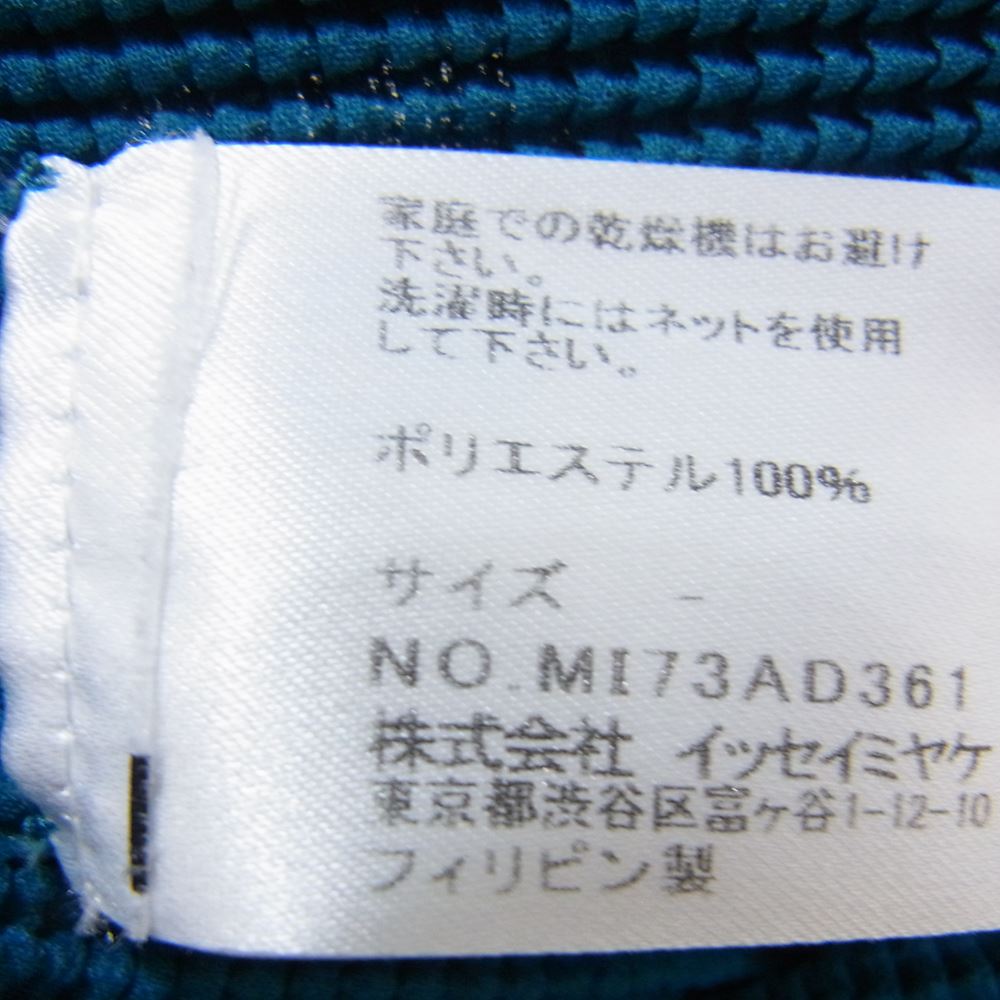 家庭での乾燥機はお避け
下さい。
洗濯時にはネットを使用
して下さい。
ポリエステル100%
サイズ -
NO.MI73AD361
株式会社 イッセイミヤケ
東京都渋谷区富ヶ谷1-12-10
フィリピン製